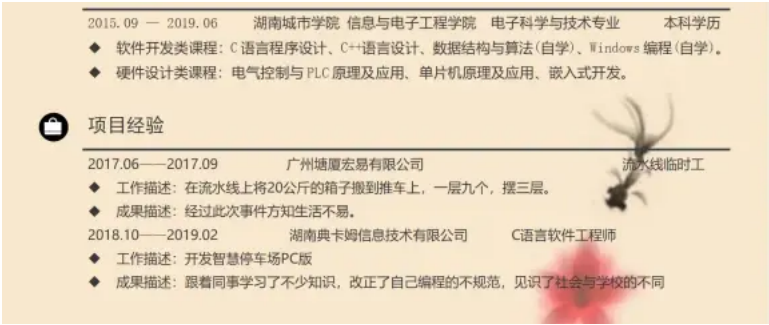 2015.09 — 2019.06 湖南城市学院 信息与电子工程学院 电子科学与技术专业 本科学历
◆ 软件开发类课程：C 语言程序设计、C++语言设计、数据结构与算法(自学)、Windows 编程(自学)。
◆ 硬件设计类课程：电气控制与 PLC 原理及应用、单片机原理及应用、嵌入式开发。
项目经验
2017.06——2017.09 广州塘厦宏易有限公司 流水线临时工
◆ 工作描述：在流水线上将20公斤的箱子搬到推车上，一层九个，摆三层。
◆ 成果描述：经过此次事件方知生活不易。
2018.10——2019.02 湖南典卡姆信息技术有限公司 C语言软件工程师
◆ 工作描述：开发智慧停车场PC版
◆ 成果描述：跟着同事学习了不少知识，改正了自己编程的不规范，见识了社会与学校的不同